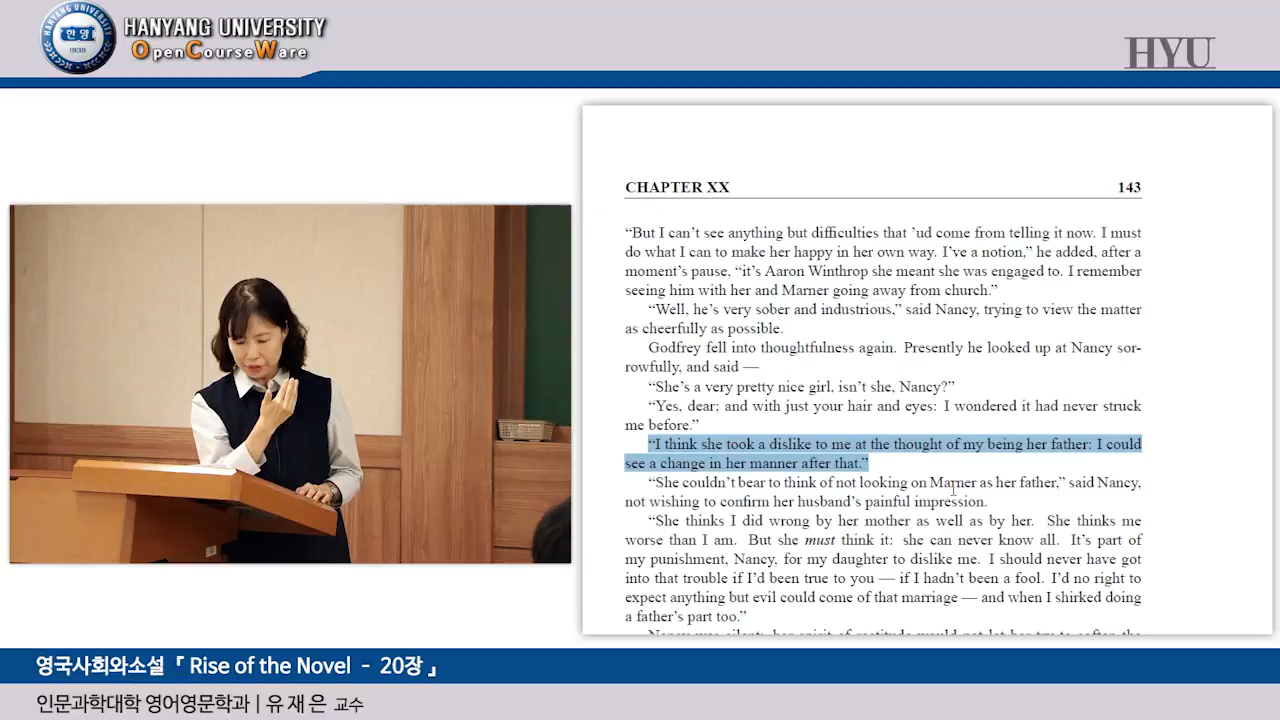 HANYANG UNIVERSITY
OpenCourseWare
한양
1939
HYU
CHAPTER XX 143
“But I can’t see anything but difficulties that ’ud come from telling it now. I must
do what I can to make her happy in her own way. I’ve a notion,” he added, after a
moment’s pause, “it’s Aaron Winthrop she meant she was engaged to. I remember
seeing him with her and Marner going away from church.”
“Well, he’s very sober and industrious,” said Nancy, trying to view the matter
as cheerfully as possible.
Godfrey fell into thoughtfulness again. Presently he looked up at Nancy sor-
rowfully, and said —
“She’s a very pretty nice girl, isn’t she, Nancy?”
“Yes, dear; and with just your hair and eyes: I wondered it had never struck
me before.”
“I think she took a dislike to me at the thought of my being her father: I could
see a change in her manner after that.”
“She couldn’t bear to think of not looking on Marner as her father,” said Nancy,
not wishing to confirm her husband’s painful impression.
“She thinks I did wrong by her mother as well as by her. She thinks me
worse than I am. But she must think it: she can never know all. It’s part of
my punishment, Nancy, for my daughter to dislike me. I should never have got
into that trouble if I’d been true to you — if I hadn’t been a fool. I’d no right to
expect anything but evil could come of that marriage — and when I shirked doing
a father’s part too.”
영국사회와소설 「 Rise of the Novel - 20장 」
인문과학대학 영어영문학과 | 유 재 은 교수